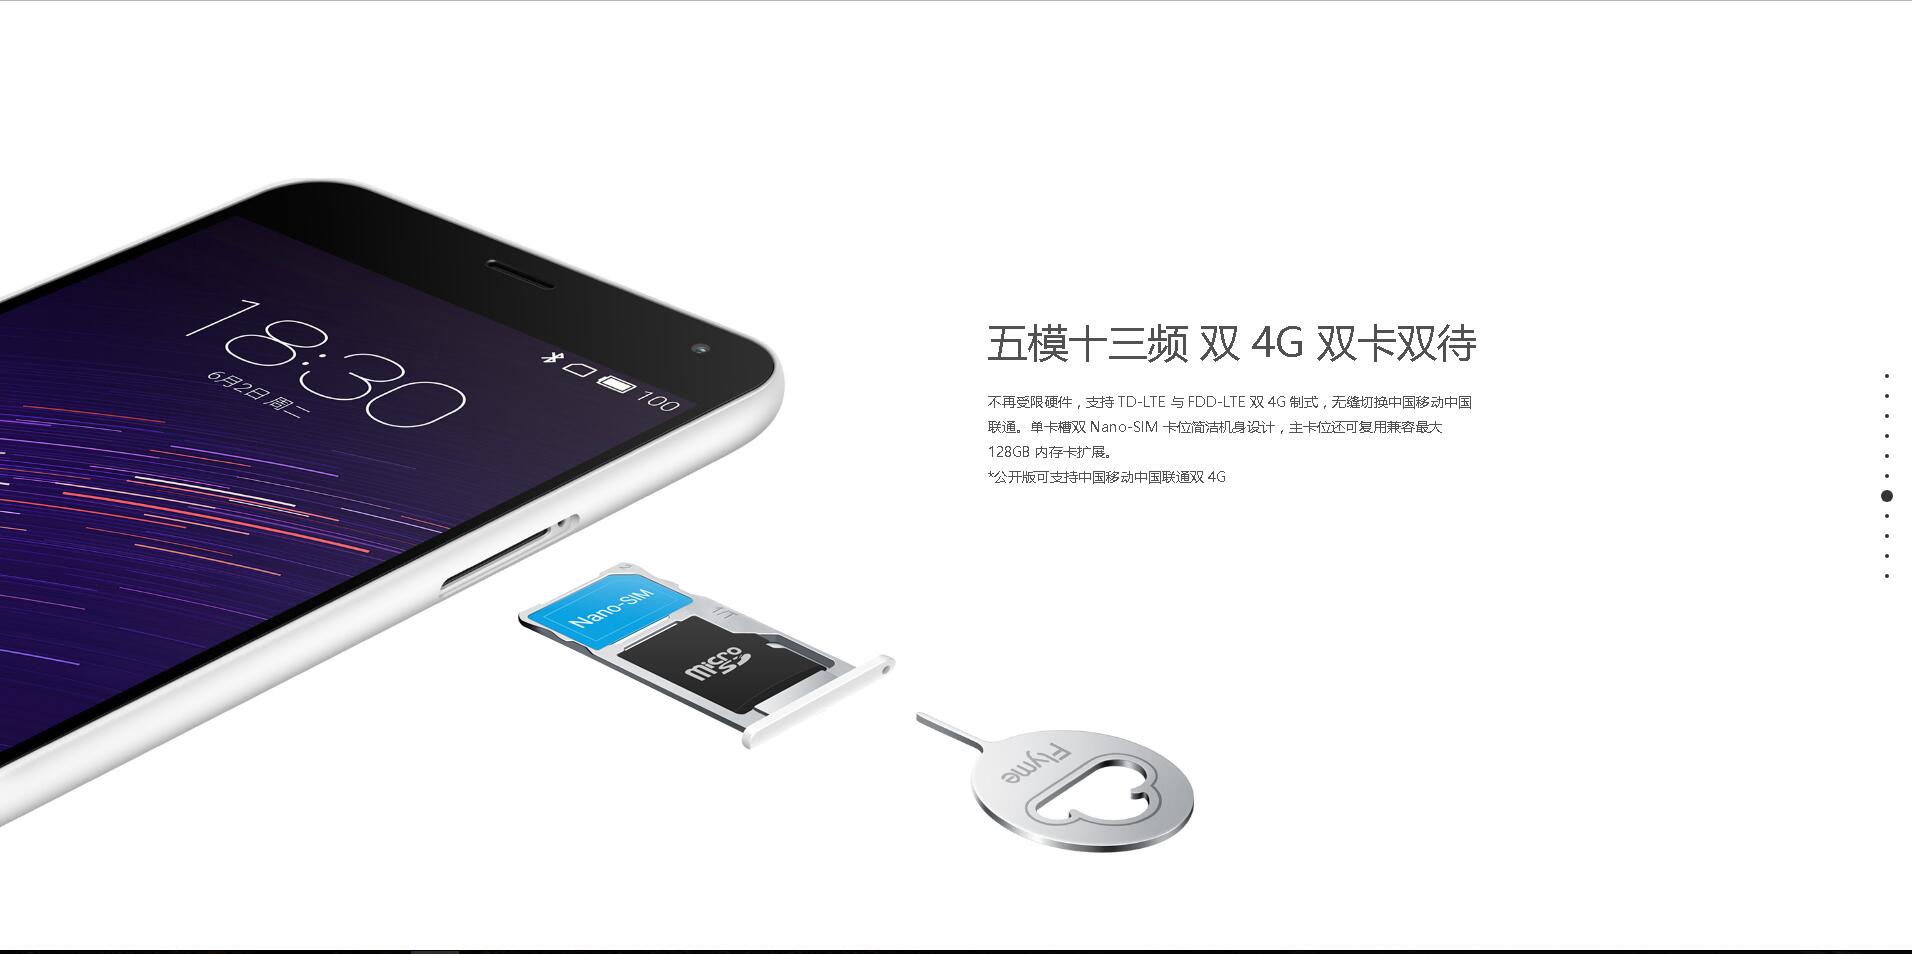 18:30
6月2日 周二
100
五模十三频 双 4G 双卡双待
不再受限硬件，支持 TD-LTE 与 FDD-LTE 双 4G 制式，无缝切换中国移动中国
联通。单卡槽双 Nano-SIM 卡位简洁机身设计，主卡位还可复用兼容最大
128GB 内存卡扩展。
*公开版可支持中国移动中国联通双 4G
2
Nano-SIM
1/T
micro
SD
Flyme